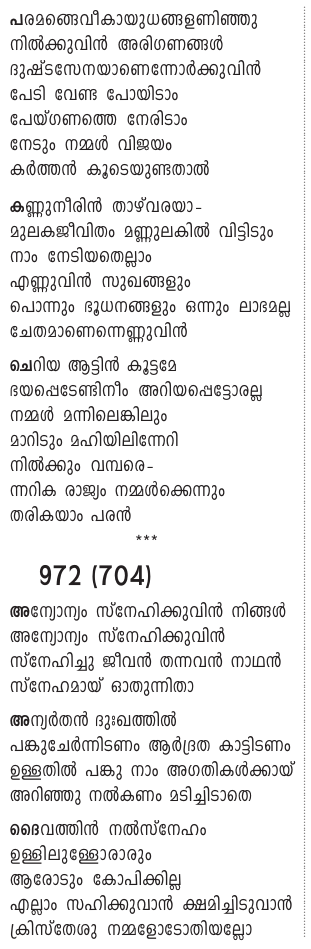 പരമങ്ങെവീകായുധങ്ങളണിഞ്ഞു
നിൽക്കുവിൻ അരിഗണങ്ങൾ
ദുഷ്ടസേനയാണെന്നോർക്കുവിൻ
പേടി വേണ്ട പോയിടാം
പേയ്ഗണത്തെ നേരിടാം
നേടും നമ്മൾ വിജയം
കർത്തൻ കൂടെയുണ്ടതാൽ
കണ്ണുനീരിൻ താഴ്വരയാ-
മുലകജീവിതം മണ്ണുലകിൽ വിട്ടിടും
നാം നേടിയതെല്ലാം
എണ്ണുവിൻ സുഖങ്ങളും
പൊന്നും ഭൂധനങ്ങളും ഒന്നും ലാഭമല്ല
ചേതമാണെന്നെണ്ണുവിൻ
ചെറിയ ആട്ടിൻ കൂട്ടമേ
ഭയപ്പെടേണ്ടിനീം അറിയപ്പെട്ടോരല്ല
നമ്മൾ മന്നിലെങ്കിലും
മാറിടും മഹിയിലിന്നേറി
നിൽക്കും വമ്പരെ-
ന്നറിക രാജ്യം നമ്മൾക്കെന്നും
തരികയാം പരൻ
***
972 (704)
അന്യോന്യം സ്നേഹിക്കുവിൻ നിങ്ങൾ
അന്യോന്യം സ്നേഹിക്കുവിൻ
സ്നേഹിച്ചു ജീവൻ തന്നവൻ നാഥൻ
സ്നേഹമായ് ഓതുന്നിതാ
അന്യർതൻ ദുഃഖത്തിൽ
പങ്കുചേർന്നിടണം ആർദ്രത കാട്ടിടണം
ഉള്ളതിൽ പങ്കു നാം അഗതികൾക്കായ്
അറിഞ്ഞു നൽകണം മടിച്ചിടാതെ
ദൈവത്തിൻ നൽസ്നേഹം
ഉള്ളിലുള്ളോരാരും
ആരോടും കോപിക്കില്ല
എല്ലാം സഹിക്കുവാൻ ക്ഷമിച്ചിടുവാൻ
ക്രിസ്തേശു നമ്മളോടോതിയല്ലോ